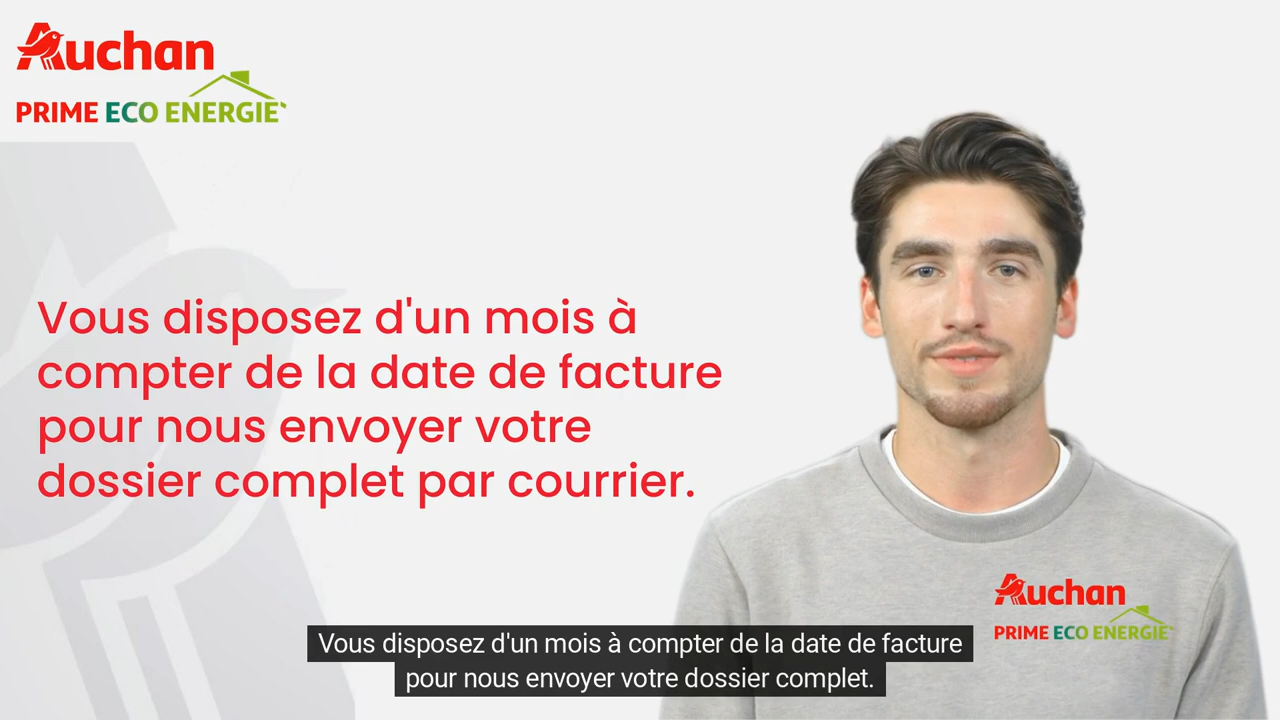 Auchan
PRIME ECO ENERGIE
Vous disposez d'un mois à
compter de la date de facture
pour nous envoyer votre
dossier complet par courrier.
Auchan
PRIME ECO ENERGIE
Vous disposez d'un mois à compter de la date de facture
pour nous envoyer votre dossier complet.